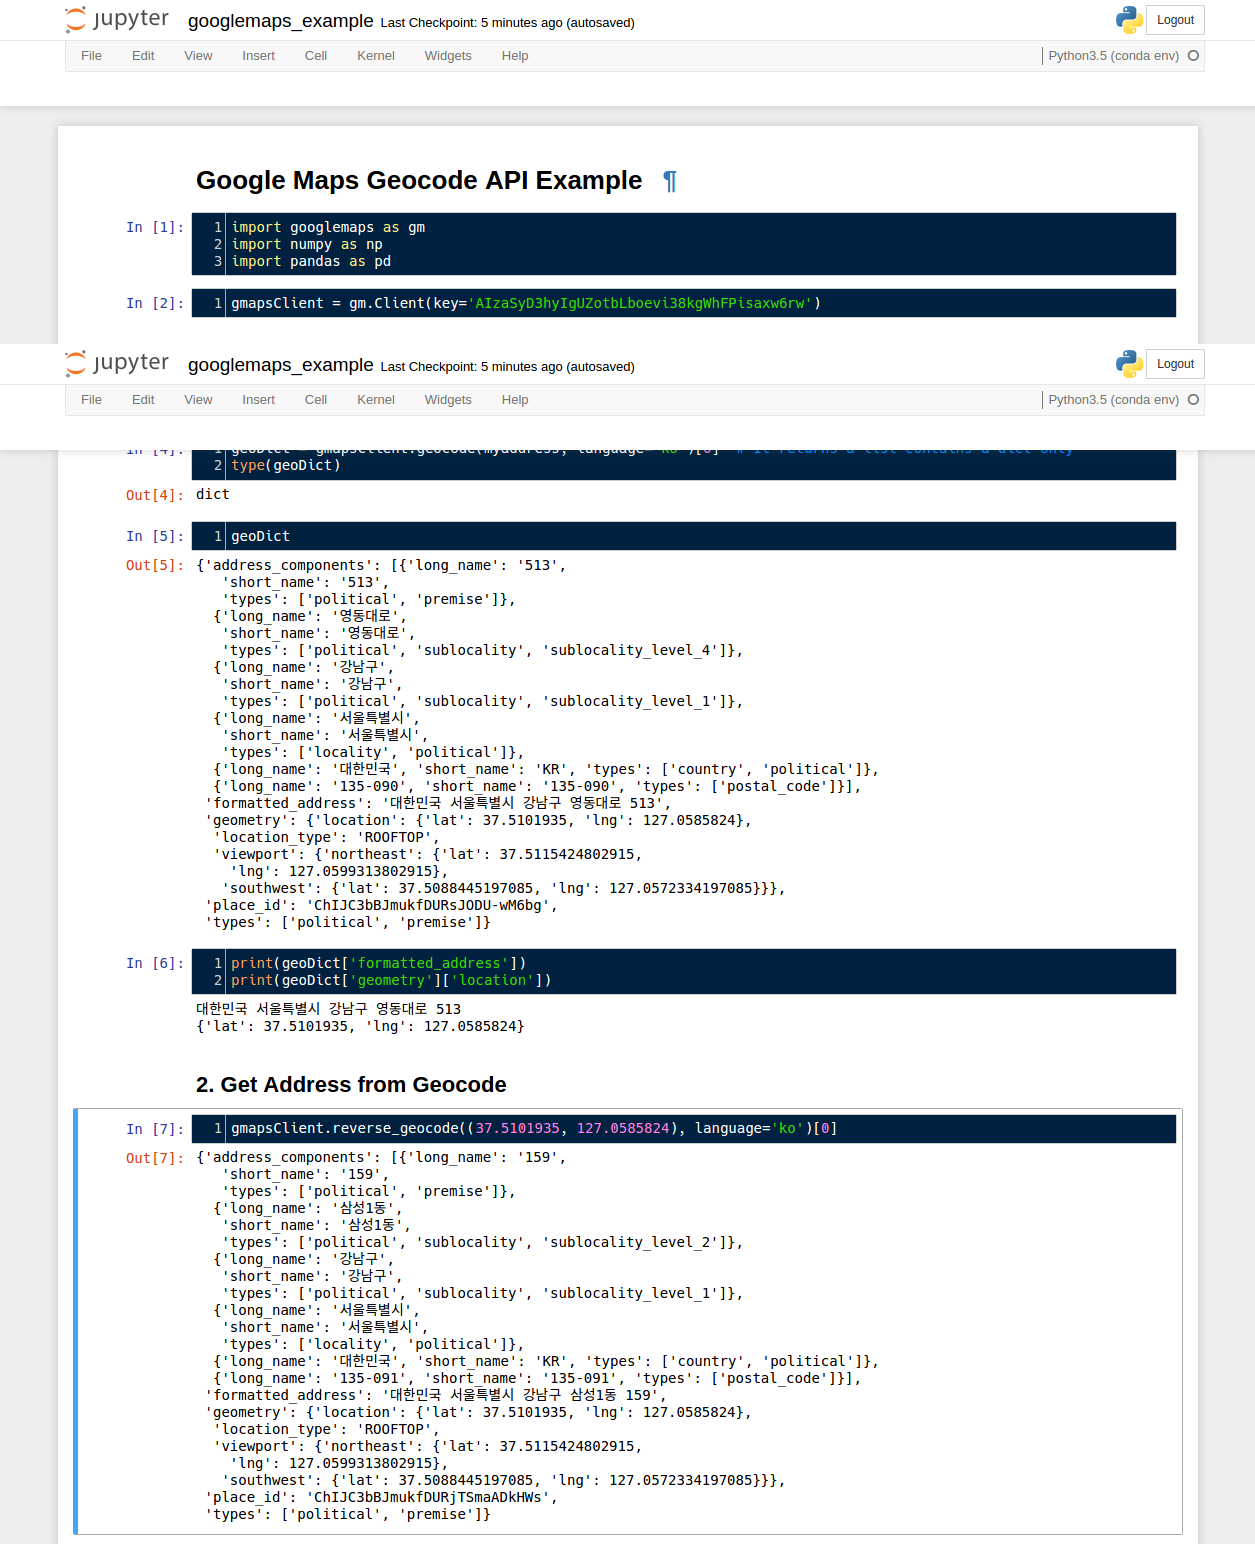 jupyter googlemaps_example Last Checkpoint: 5 minutes ago (autosaved) Logout
File Edit View Insert Cell Kernel Widgets Help Python3.5 (conda env)
Google Maps Geocode API Example ¶
In [1]: 1 import googlemaps as gm
2 import numpy as np
3 import pandas as pd
In [2]: 1 gmapsClient = gm.Client(key='AIzaSyD3hyIgUZotbLboevi38kgWhFPisaxw6rw')
jupyter googlemaps_example Last Checkpoint: 5 minutes ago (autosaved) Logout
File Edit View Insert Cell Kernel Widgets Help Python3.5 (conda env)
In [4]: 1 geoDict = gmapsClient.geocode(myaddress, language='ko')[0] # It returns a list contains a dict only
2 type(geoDict)
Out[4]: dict
In [5]: 1 geoDict
Out[5]: {'address_components': [{'long_name': '513',
'short_name': '513',
'types': ['political', 'premise']},
{'long_name': '영동대로',
'short_name': '영동대로',
'types': ['political', 'sublocality', 'sublocality_level_4']},
{'long_name': '강남구',
'short_name': '강남구',
'types': ['political', 'sublocality', 'sublocality_level_1']},
{'long_name': '서울특별시',
'short_name': '서울특별시',
'types': ['locality', 'political']},
{'long_name': '대한민국', 'short_name': 'KR', 'types': ['country', 'political']},
{'long_name': '135-090', 'short_name': '135-090', 'types': ['postal_code']}],
'formatted_address': '대한민국 서울특별시 강남구 영동대로 513',
'geometry': {'location': {'lat': 37.5101935, 'lng': 127.0585824},
'location_type': 'ROOFTOP',
'viewport': {'northeast': {'lat': 37.5115424802915,
'lng': 127.0599313802915},
'southwest': {'lat': 37.5088445197085, 'lng': 127.0572334197085}}},
'place_id': 'ChIJC3bBJmukfDURsJODU-wM6bg',
'types': ['political', 'premise']}
In [6]: 1 print(geoDict['formatted_address'])
2 print(geoDict['geometry']['location'])
대한민국 서울특별시 강남구 영동대로 513
{'lat': 37.5101935, 'lng': 127.0585824}
2. Get Address from Geocode
In [7]: 1 gmapsClient.reverse_geocode((37.5101935, 127.0585824), language='ko')[0]
Out[7]: {'address_components': [{'long_name': '159',
'short_name': '159',
'types': ['political', 'premise']},
{'long_name': '삼성1동',
'short_name': '삼성1동',
'types': ['political', 'sublocality', 'sublocality_level_2']},
{'long_name': '강남구',
'short_name': '강남구',
'types': ['political', 'sublocality', 'sublocality_level_1']},
{'long_name': '서울특별시',
'short_name': '서울특별시',
'types': ['locality', 'political']},
{'long_name': '대한민국', 'short_name': 'KR', 'types': ['country', 'political']},
{'long_name': '135-091', 'short_name': '135-091', 'types': ['postal_code']}],
'formatted_address': '대한민국 서울특별시 강남구 삼성1동 159',
'geometry': {'location': {'lat': 37.5101935, 'lng': 127.0585824},
'location_type': 'ROOFTOP',
'viewport': {'northeast': {'lat': 37.5115424802915,
'lng': 127.0599313802915},
'southwest': {'lat': 37.5088445197085, 'lng': 127.0572334197085}}},
'place_id': 'ChIJC3bBJmukfDURjTSmaADkHWs',
'types': ['political', 'premise']}